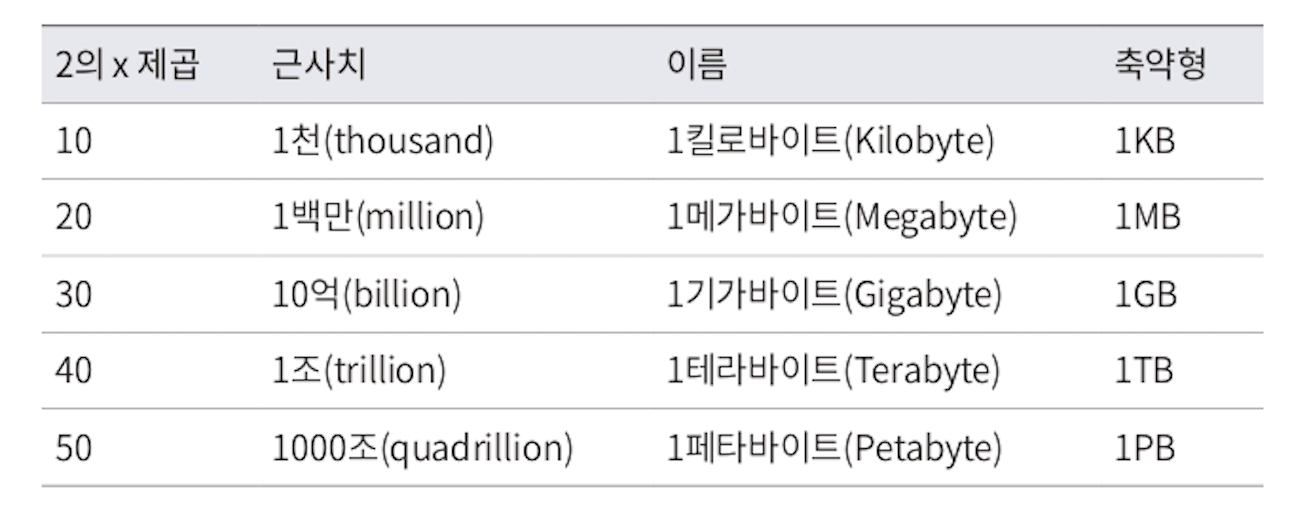 2의 x 제곱 근사치 이름 축약형
10 1천(thousand) 1킬로바이트(Kilobyte) 1KB
20 1백만(million) 1메가바이트(Megabyte) 1MB
30 10억(billion) 1기가바이트(Gigabyte) 1GB
40 1조(trillion) 1테라바이트(Terabyte) 1TB
50 1000조(quadrillion) 1페타바이트(Petabyte) 1PB